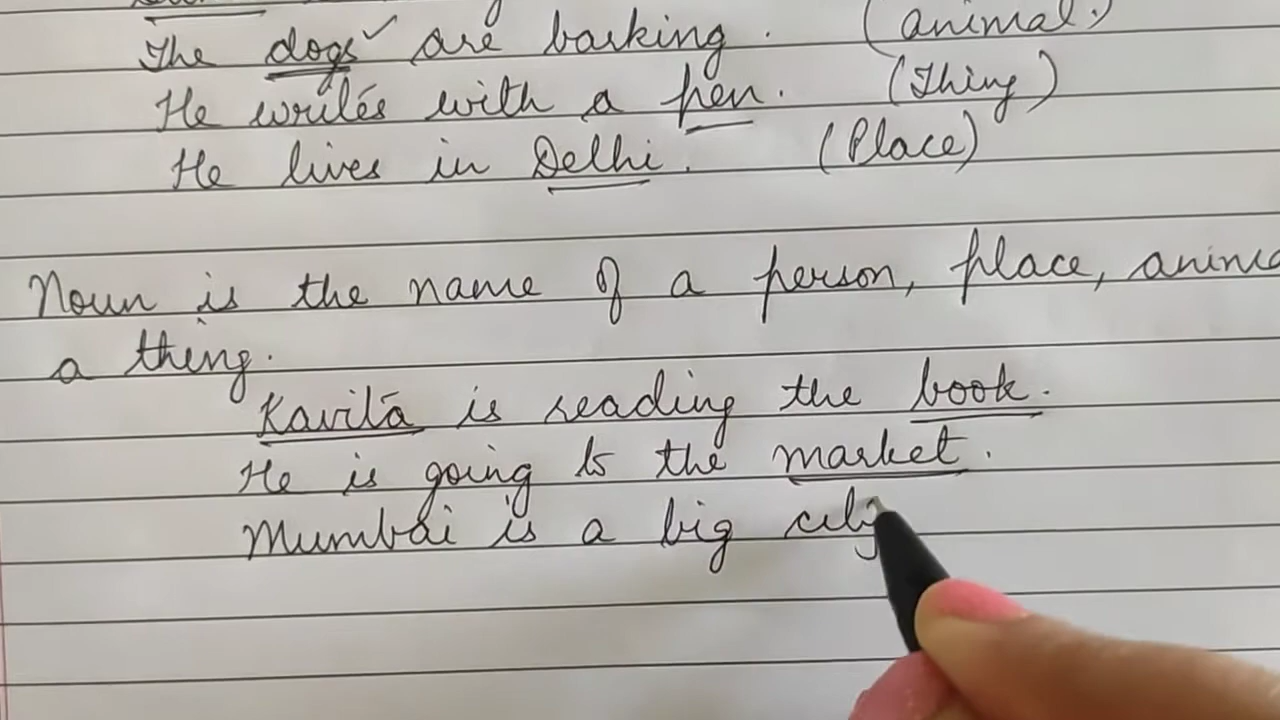 The dogs are barking. (animal.)
He writes with a pen. (Thing)
He lives in Delhi. (Place)
Noun is the name of a person, place, anima
a thing.
Kavita is reading the book.
He is going to the market.
Mumbai is a big city